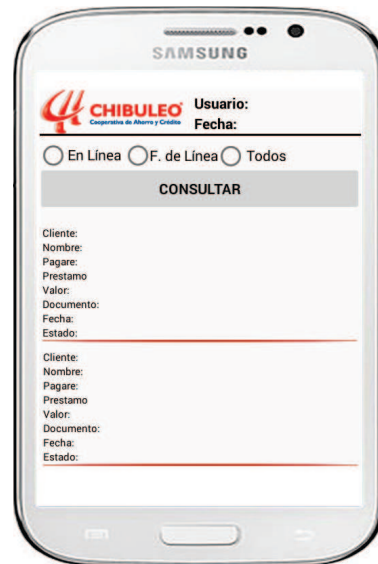 SAMSUNG
CHIBULEO
Cooperativa de Ahorro y Crédito
Usuario:
Fecha:
En Línea F. de Línea Todos
CONSULTAR
Cliente:
Nombre:
Pagare:
Prestamo
Valor:
Documento:
Fecha:
Estado:
Cliente:
Nombre:
Pagare:
Prestamo
Valor:
Documento:
Fecha:
Estado: